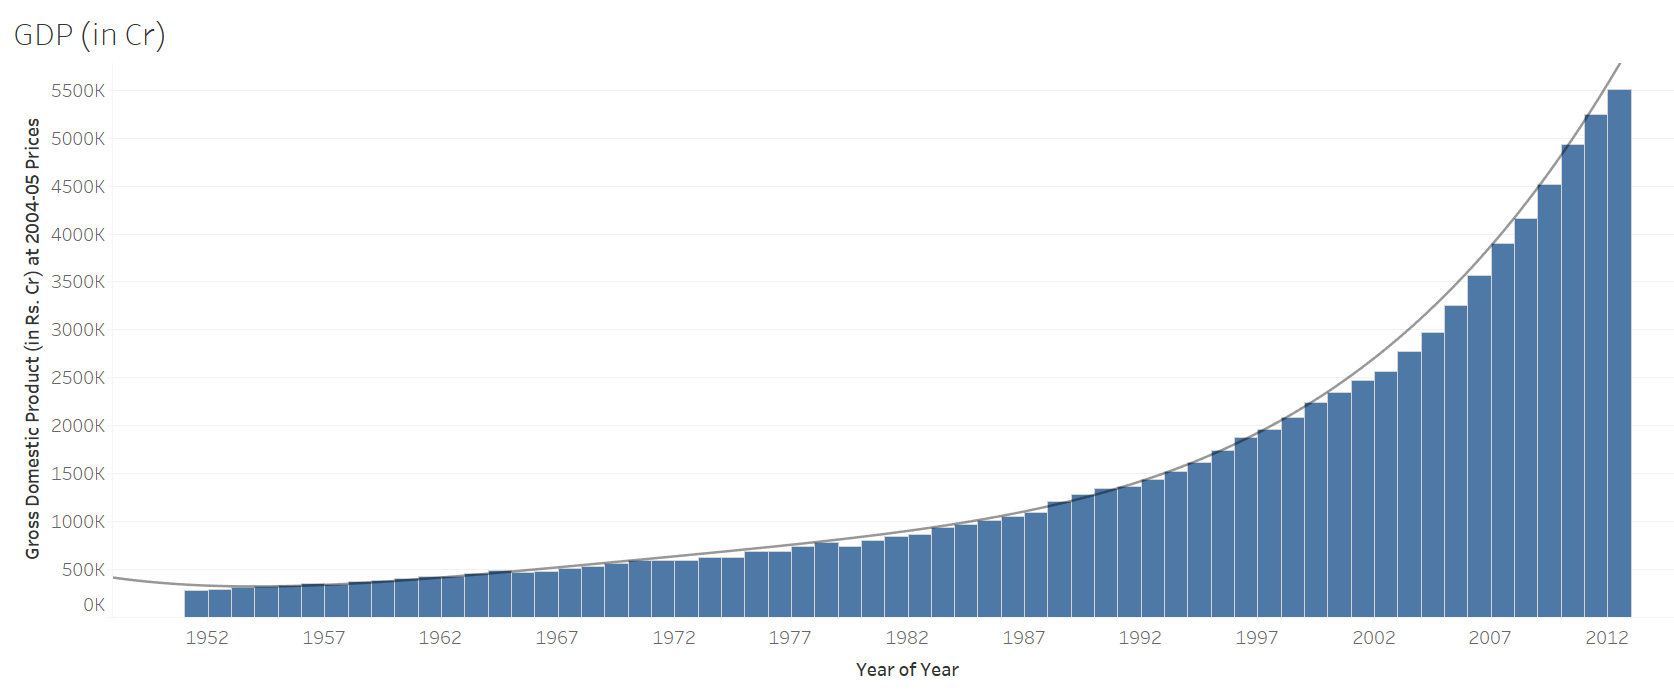 GDP (in Cr)
Gross Domestic Product (in Rs. Cr) at 2004-05 Prices
5500K
5000K
4500K
4000K
3500K
3000K
2500K
2000K
1500K
1000K
500K
0K
1952 1957 1962 1967 1972 1977 1982 1987 1992 1997 2002 2007 2012
Year of Year